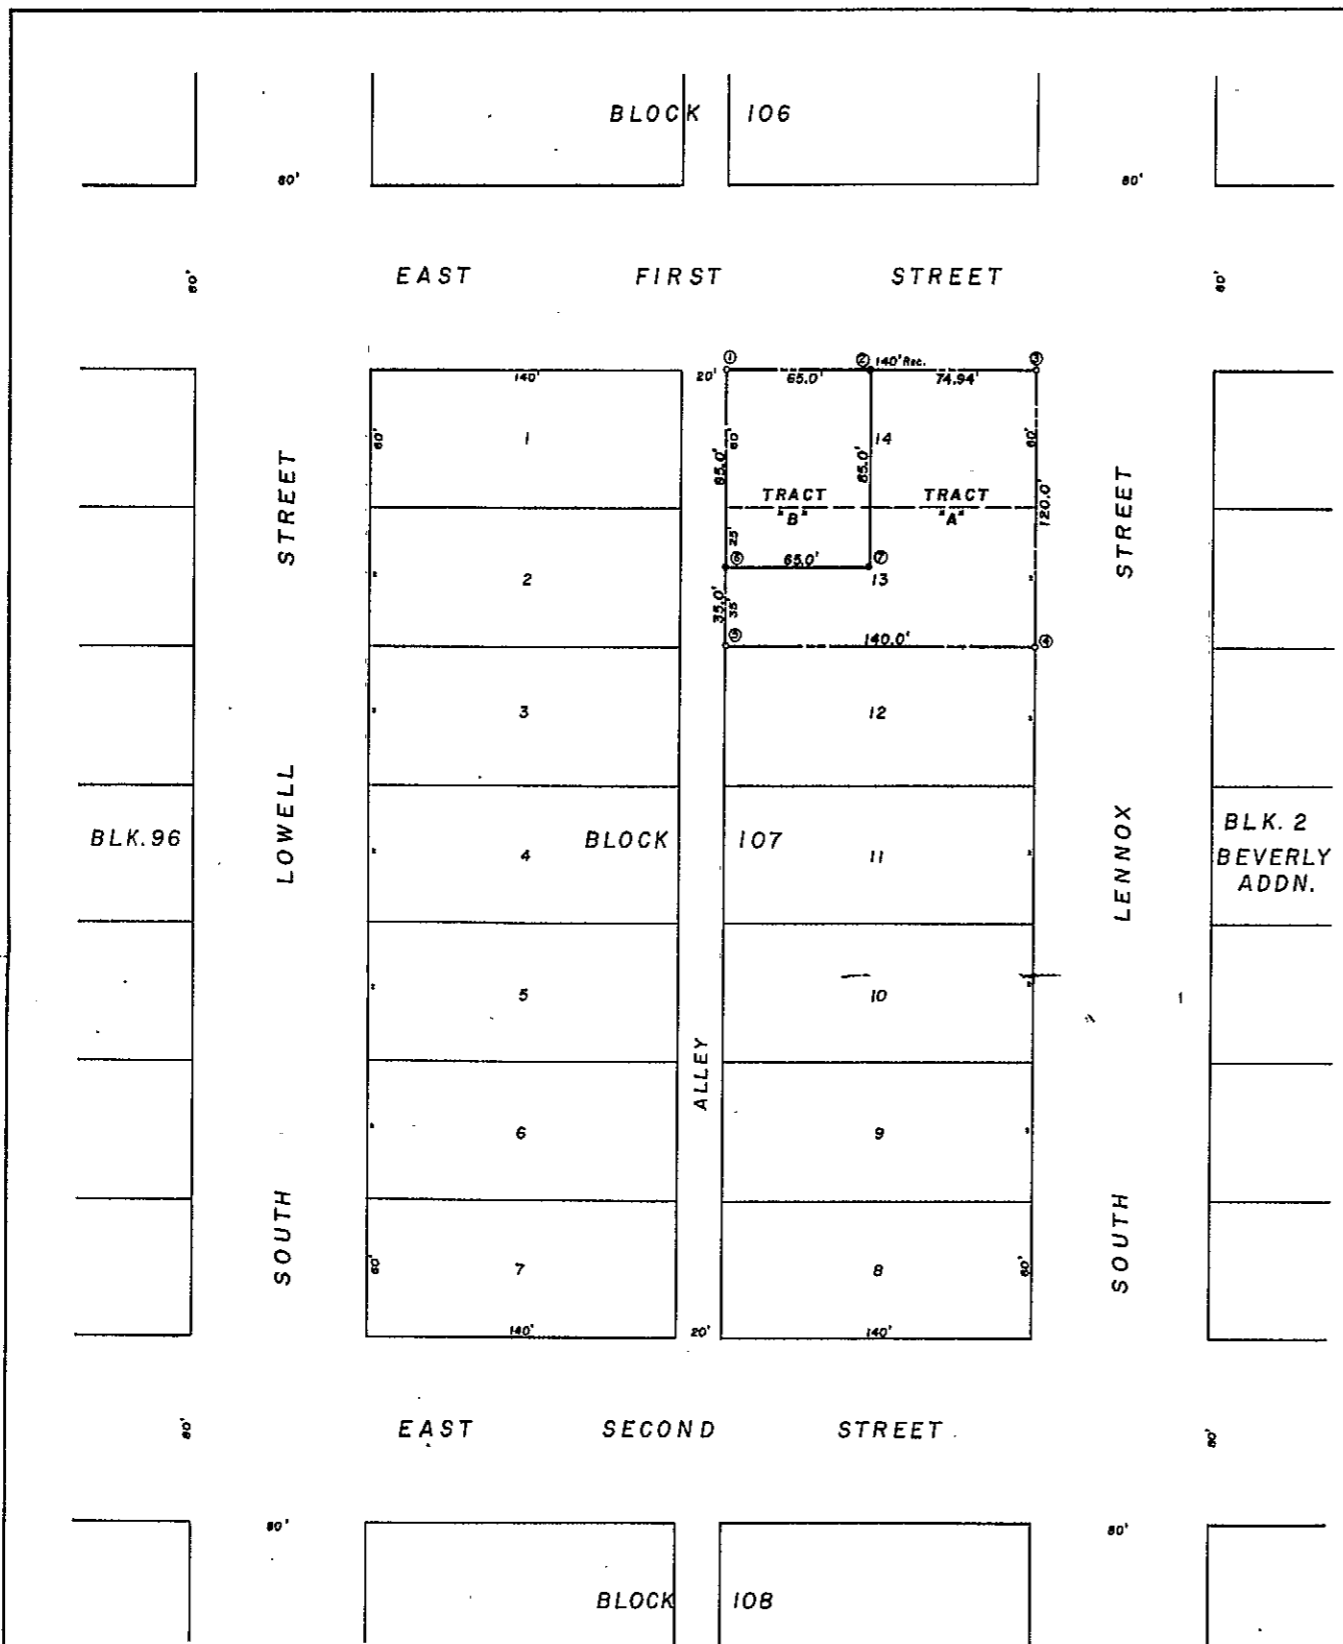 BLOCK 106
80' 80'
80' EAST FIRST STREET 80'
① ② 140' Rec. ③
140' 20' 65.0' 74.94'
60' 1 60' 14 60'
STREET 85.0' 85.0' STREET
TRACT TRACT
"B" "A" 120.0'
25'
⑥ 65.0' ⑦
" 2 13 "
35.0' 35'
⑤ 140.0' ④
" 3 12 "
LOWELL LENNOX
BLK. 96 BLOCK 107 BLK. 2
" 4 11 " BEVERLY
ADDN.
" 5 10 "
ALLEY
" 6 9 "
SOUTH SOUTH
60' 7 8 60'
140' 20' 140'
80' EAST SECOND STREET 80'
80' 80'
BLOCK 108